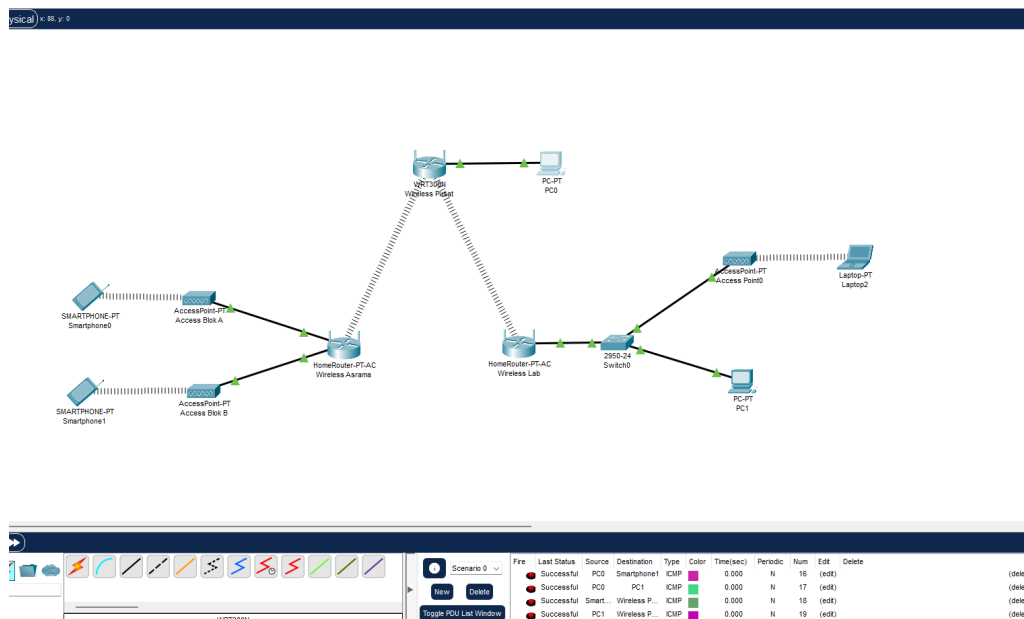 ysical x: 88, y: 0
WRT300N
Wireless Pusat
PC-PT
PC0
AccessPoint-PT
Access Point0
Laptop-PT
Laptop2
SMARTPHONE-PT
Smartphone0
AccessPoint-PT
Access Blok A
HomeRouter-PT-AC
Wireless Asrama
HomeRouter-PT-AC
Wireless Lab
2950-24
Switch0
SMARTPHONE-PT
Smartphone1
AccessPoint-PT
Access Blok B
PC-PT
PC1
Scenario 0
New Delete
Toggle PDU List Window
Fire Last Status Source Destination Type Color Time(sec) Periodic Num Edit Delete
Successful PC0 Smartphone1 ICMP 0.000 N 16 (edit) (dele
Successful PC0 PC1 ICMP 0.000 N 17 (edit) (dele
Successful Smart... Wireless P... ICMP 0.000 N 18 (edit) (dele
Successful PC1 Wireless P... ICMP 0.000 N 19 (edit) (dele